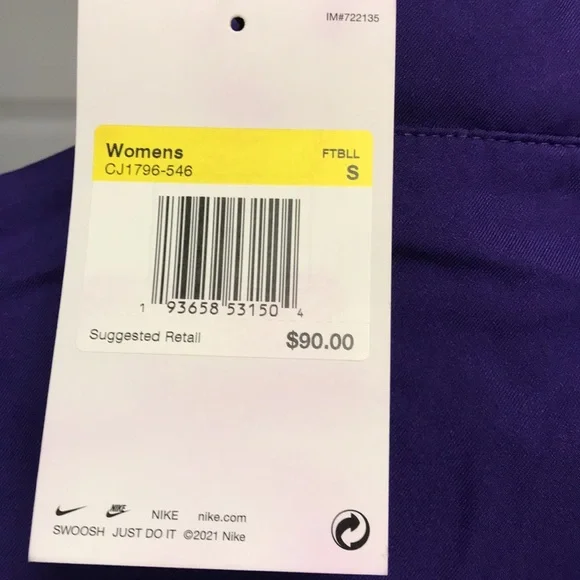 IM#722135
Womens FTBLL
CJ1796-546 S
1 93658 53150 4
Suggested Retail $90.00
NIKE NIKE nike.com
SWOOSH JUST DO IT ©2021 Nike